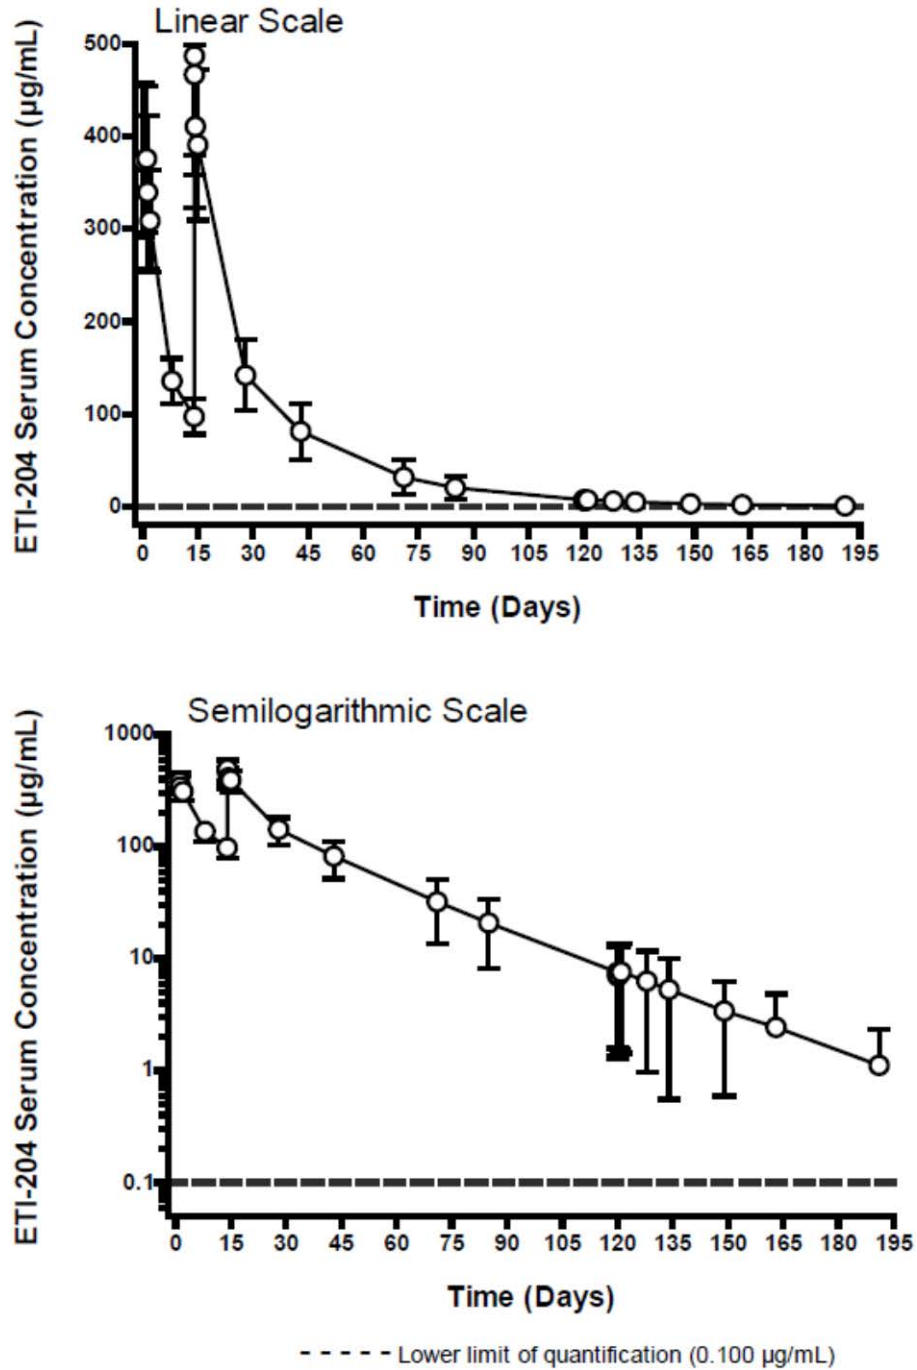 Linear Scale
ETI-204 Serum Concentration (µg/mL)
500
400
300
200
100
0
0 15 30 45 60 75 90 105 120 135 150 165 180 195
Time (Days)
Semilogarithmic Scale
ETI-204 Serum Concentration (µg/mL)
1000
100
10
1
0.1
0 15 30 45 60 75 90 105 120 135 150 165 180 195
Time (Days)
----- Lower limit of quantification (0.100 µg/mL)